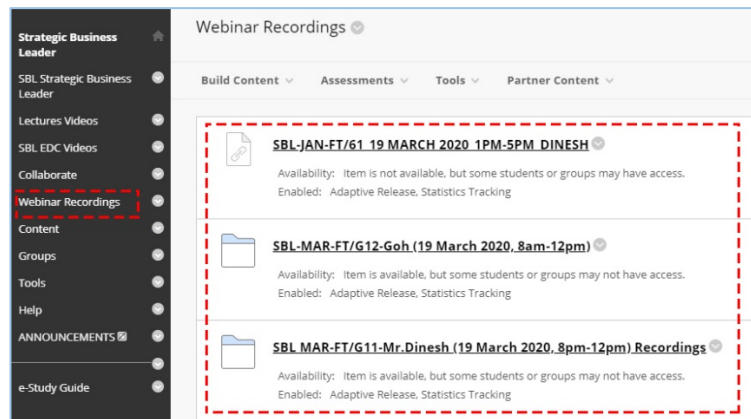 Strategic Business
Leader
SBL Strategic Business
Leader
Lectures Videos
SBL EDC Videos
Collaborate
Webinar Recordings
Content
Groups
Tools
Help
ANNOUNCEMENTS
e-Study Guide
Webinar Recordings
Build Content Assessments Tools Partner Content
SBL-JAN-FT/61 19 MARCH 2020 1PM-5PM DINESH
Availability: Item is not available, but some students or groups may have access.
Enabled: Adaptive Release, Statistics Tracking
SBL-MAR-FT/G12-Goh (19 March 2020, 8am-12pm)
Availability: Item is available, but some students or groups may not have access.
Enabled: Adaptive Release, Statistics Tracking
SBL MAR-FT/G11-Mr.Dinesh (19 March 2020, 8pm-12pm) Recordings
Availability: Item is available, but some students or groups may not have access.
Enabled: Adaptive Release, Statistics Tracking